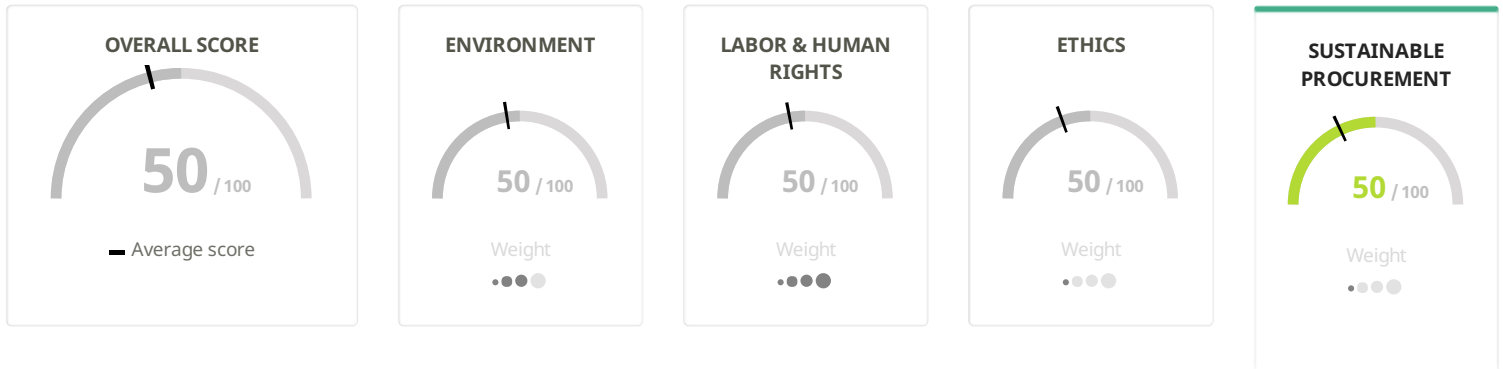 OVERALL SCORE
50 / 100
Average score
ENVIRONMENT
50 / 100
Weight
LABOR & HUMAN
RIGHTS
50 / 100
Weight
ETHICS
50 / 100
Weight
SUSTAINABLE
PROCUREMENT
50 / 100
Weight